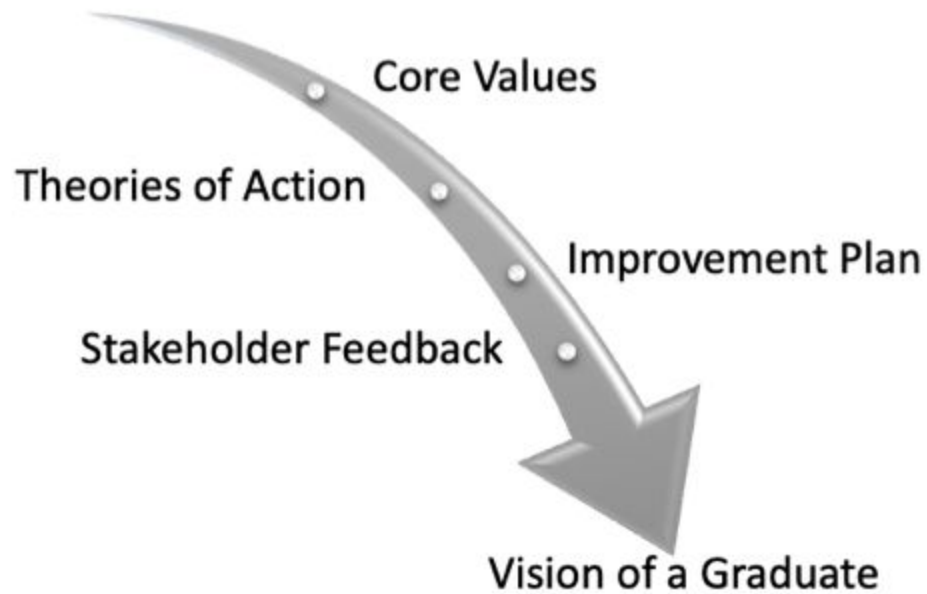 Core Values
Theories of Action
Improvement Plan
Stakeholder Feedback
Vision of a Graduate